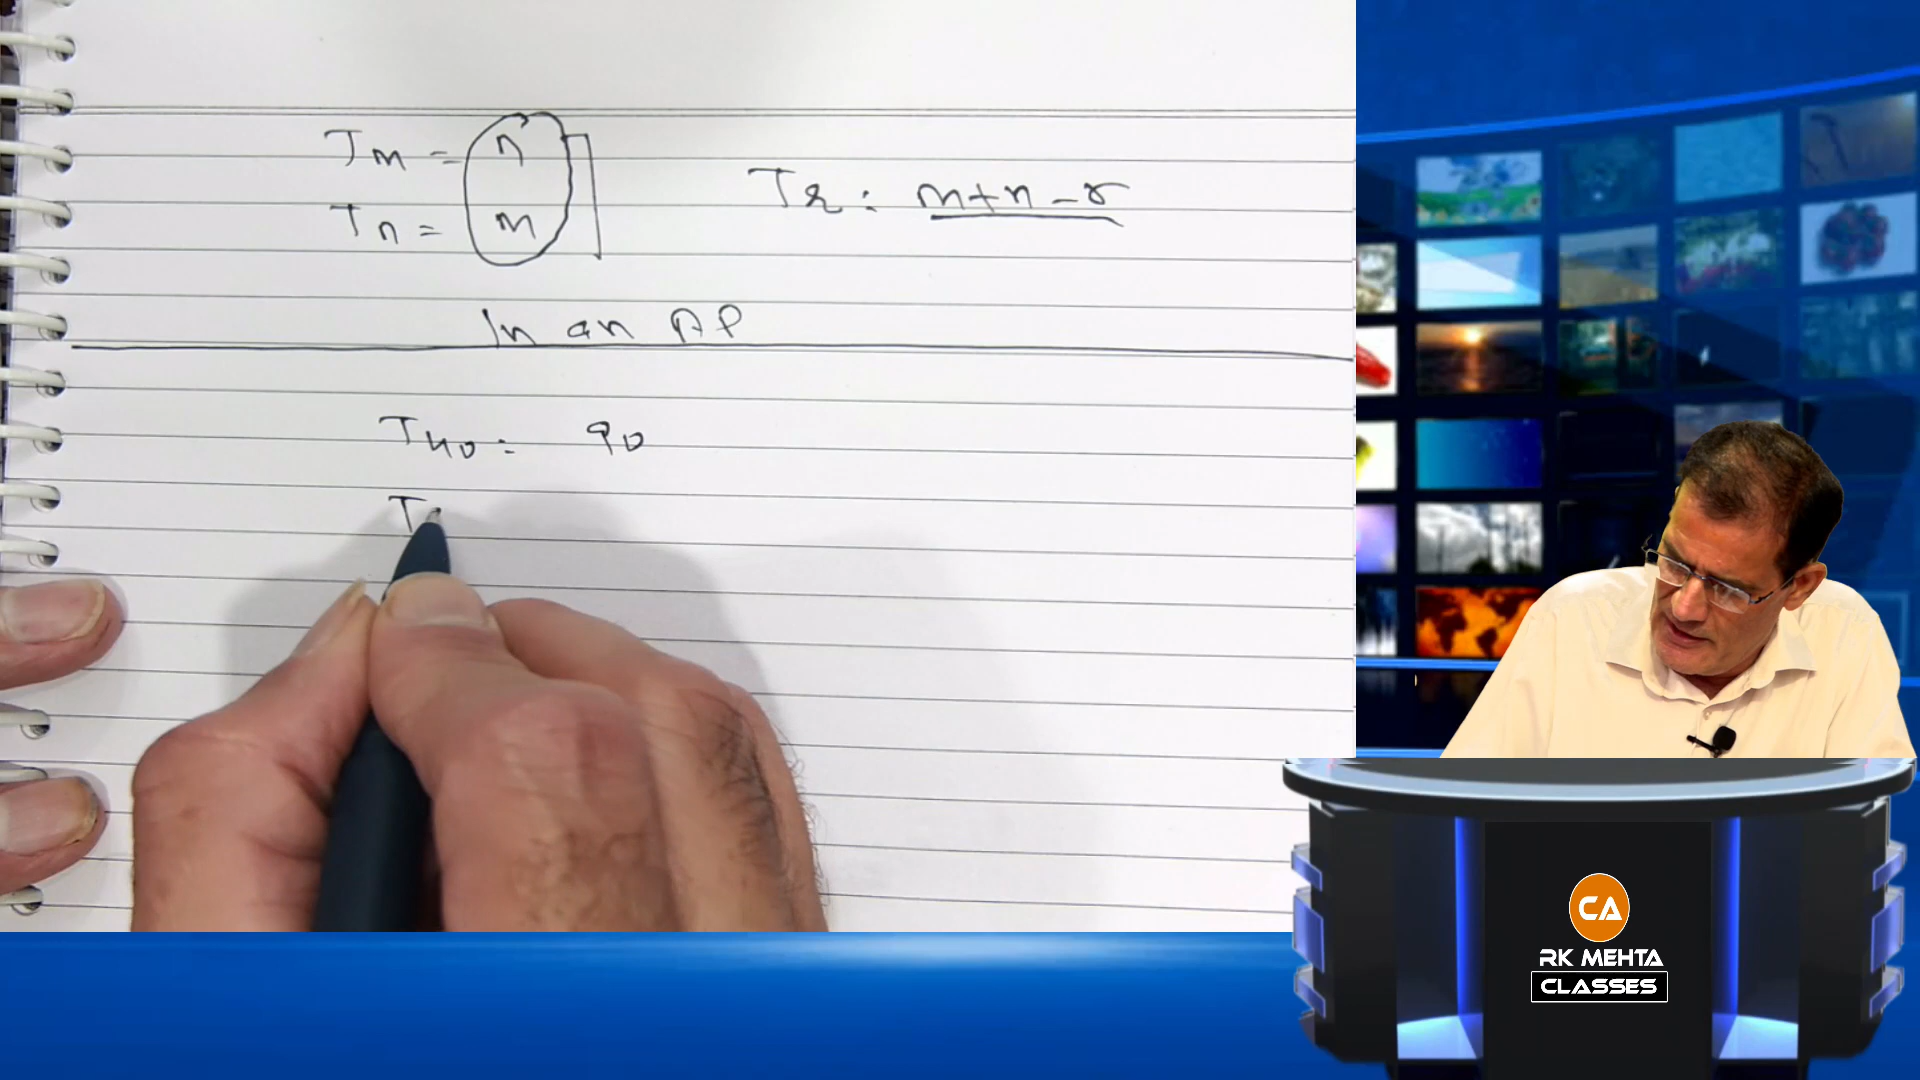 Tm = n
Tn = m
Tr : m+n-r
In an AP
T40 : 90
T
CA
RK MEHTA
CLASSES